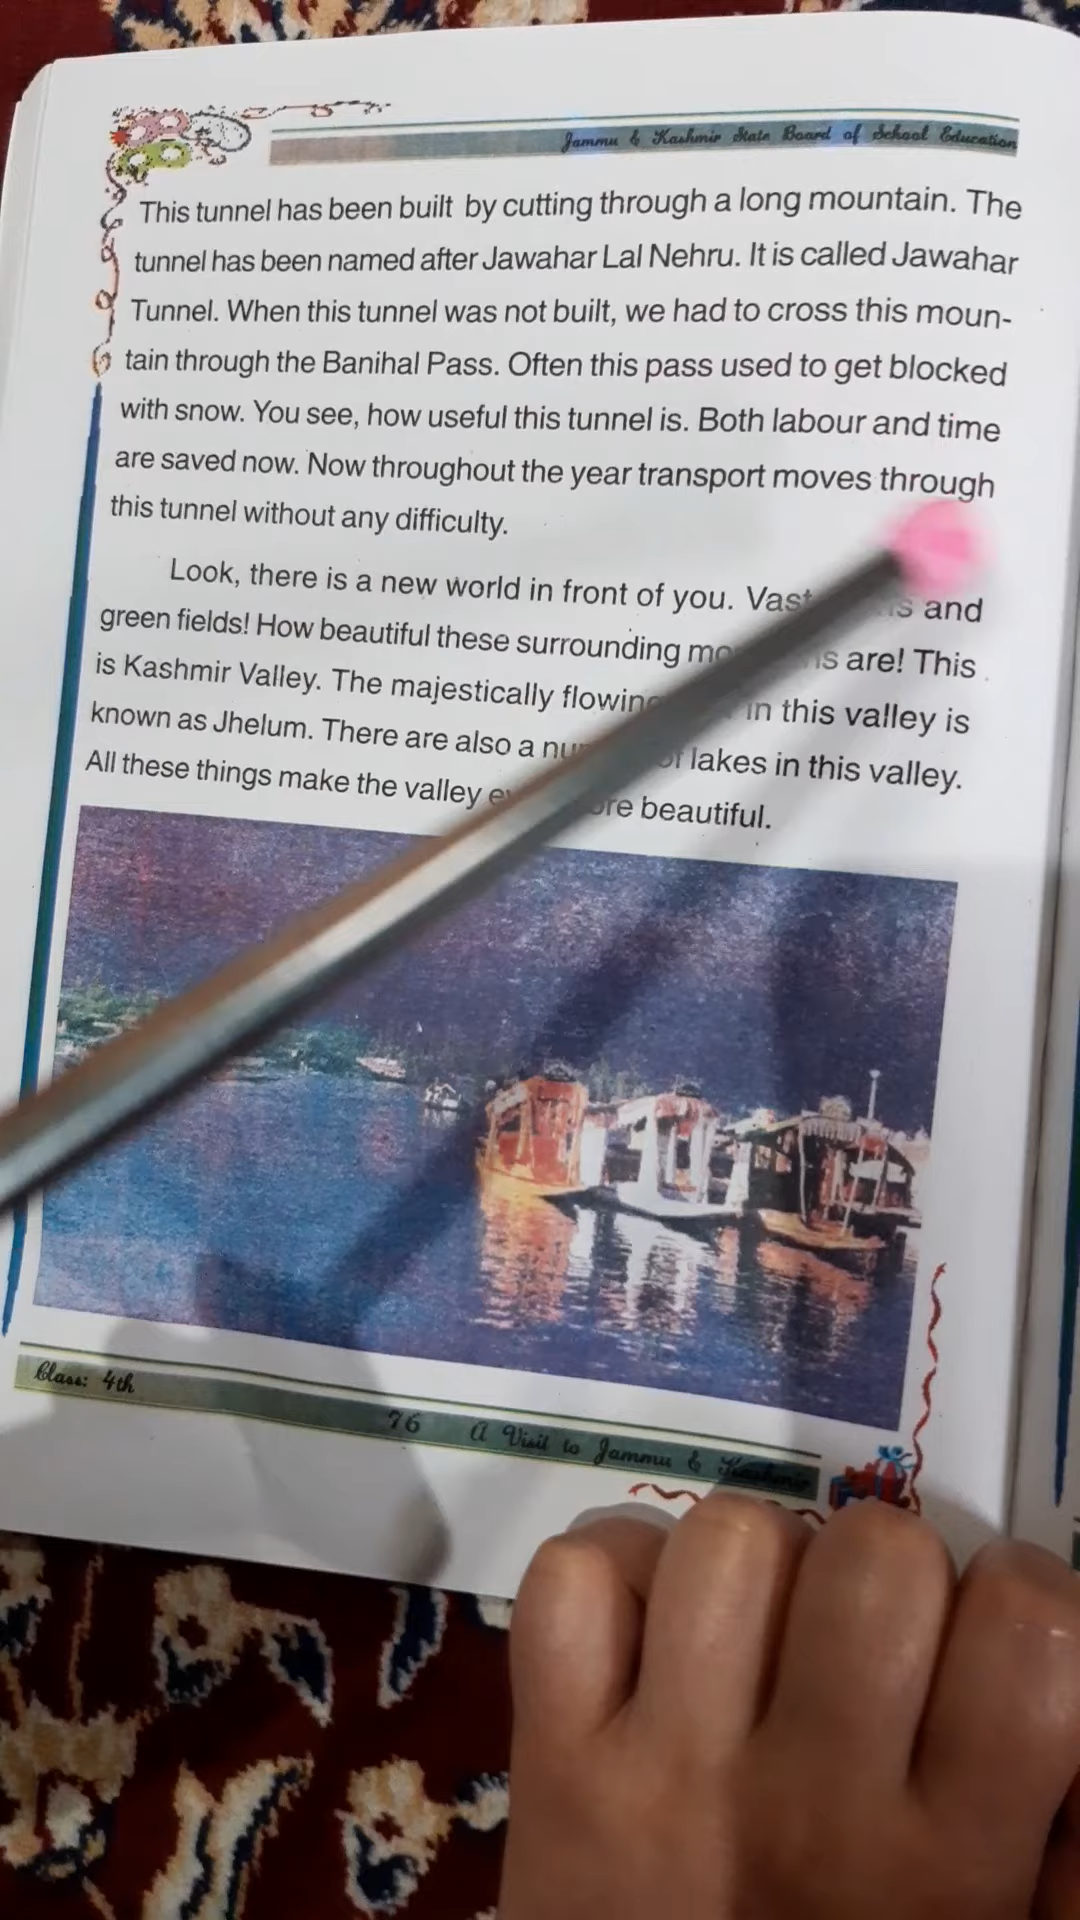 Jammu & Kashmir State Board of School Education
This tunnel has been built by cutting through a long mountain. The
tunnel has been named after Jawahar Lal Nehru. It is called Jawahar
Tunnel. When this tunnel was not built, we had to cross this moun-
tain through the Banihal Pass. Often this pass used to get blocked
with snow. You see, how useful this tunnel is. Both labour and time
are saved now. Now throughout the year transport moves through
this tunnel without any difficulty.
Look, there is a new world in front of you. Vast and
green fields! How beautiful these surrounding are! This
is Kashmir Valley. The majestically flowing in this valley is
known as Jhelum. There are also a of lakes in this valley.
All these things make the valley beautiful.
Class: 4th
76 A Visit to Jammu & Kashmir